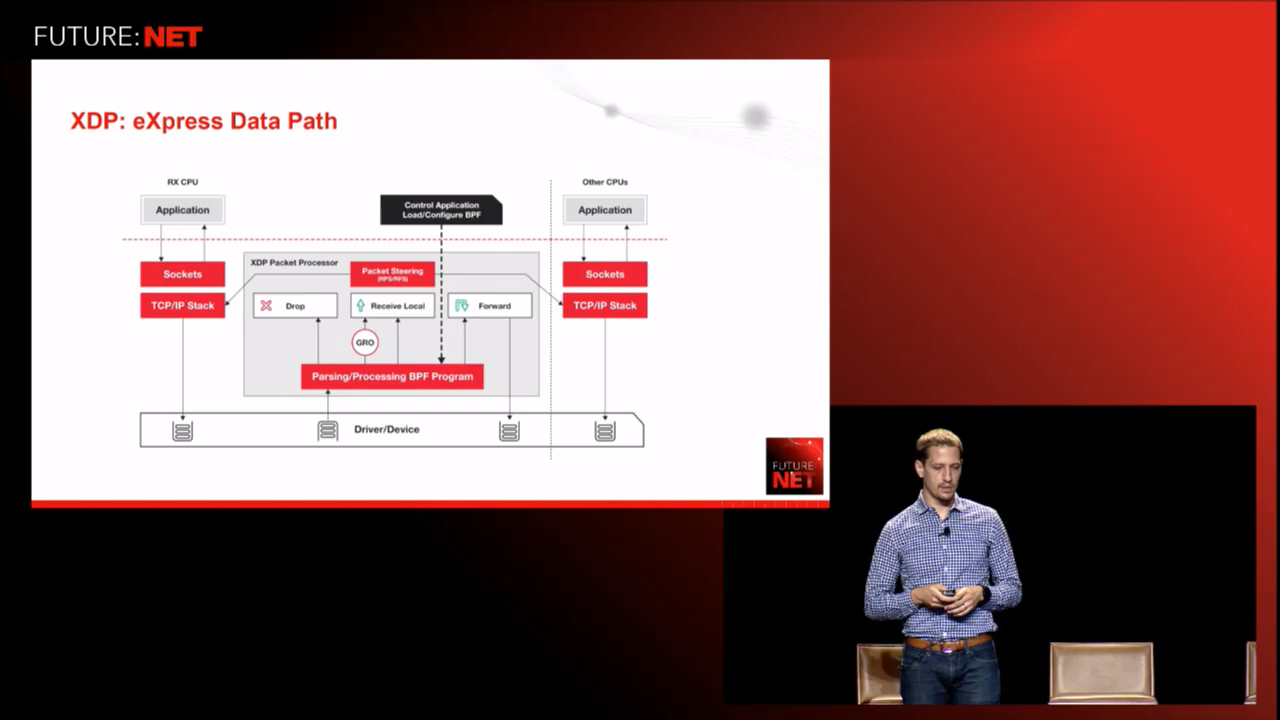 FUTURE:NET
XDP: eXpress Data Path
RX CPU
Other CPUs
Application
Control Application
Load/Configure BPF
Application
XDP Packet Processor
Sockets
Packet Steering
(RPS/RFS)
Sockets
TCP/IP Stack
Drop
Receive Local
Forward
TCP/IP Stack
GRO
Parsing/Processing BPF Program
Driver/Device
FUTURE
NET